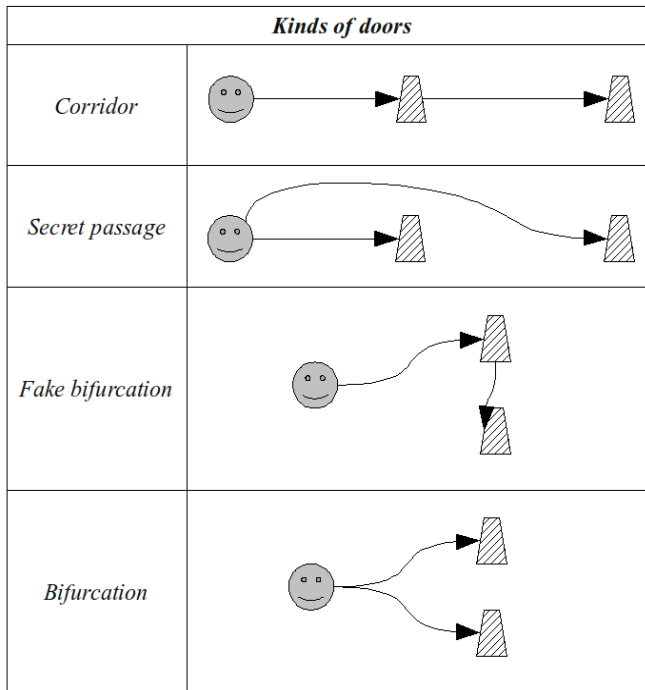 Kinds of doors
Corridor
Secret passage
Fake bifurcation
Bifurcation